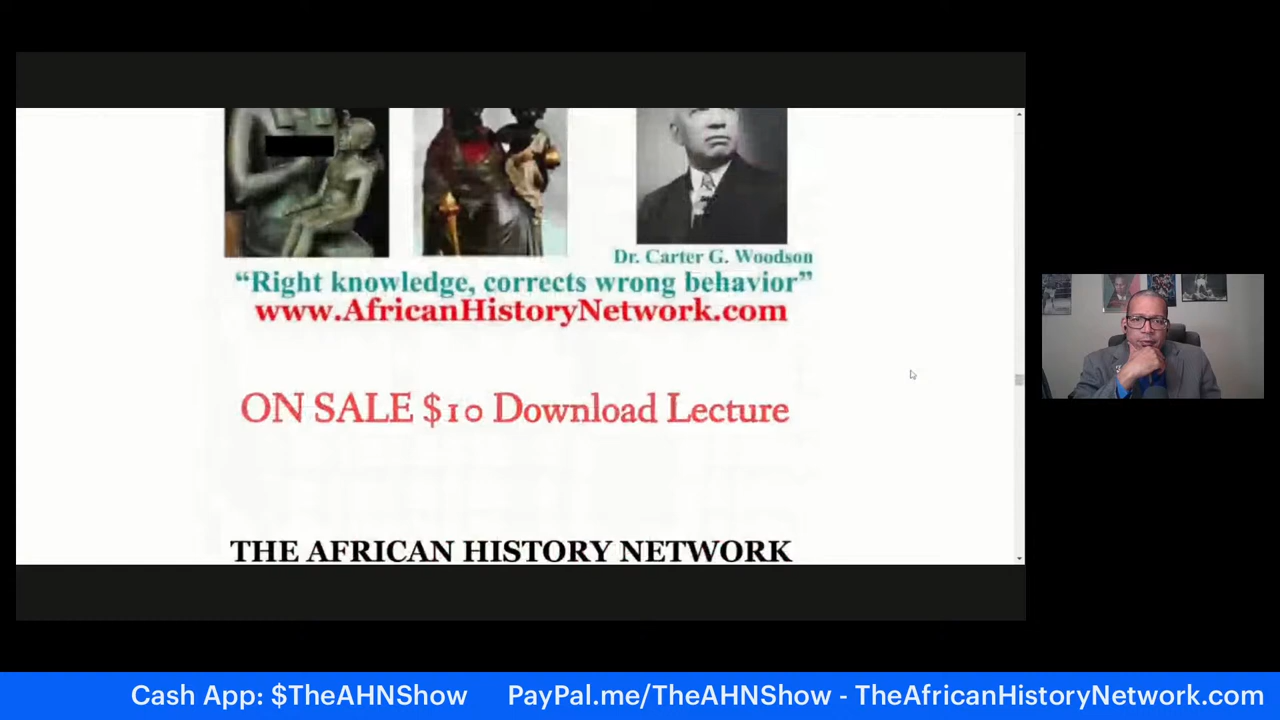 Dr. Carter G. Woodson
“Right knowledge, corrects wrong behavior”
www.AfricanHistoryNetwork.com
ON SALE $10 Download Lecture
THE AFRICAN HISTORY NETWORK
Cash App: $TheAHNShow PayPal.me/TheAHNShow - TheAfricanHistoryNetwork.com